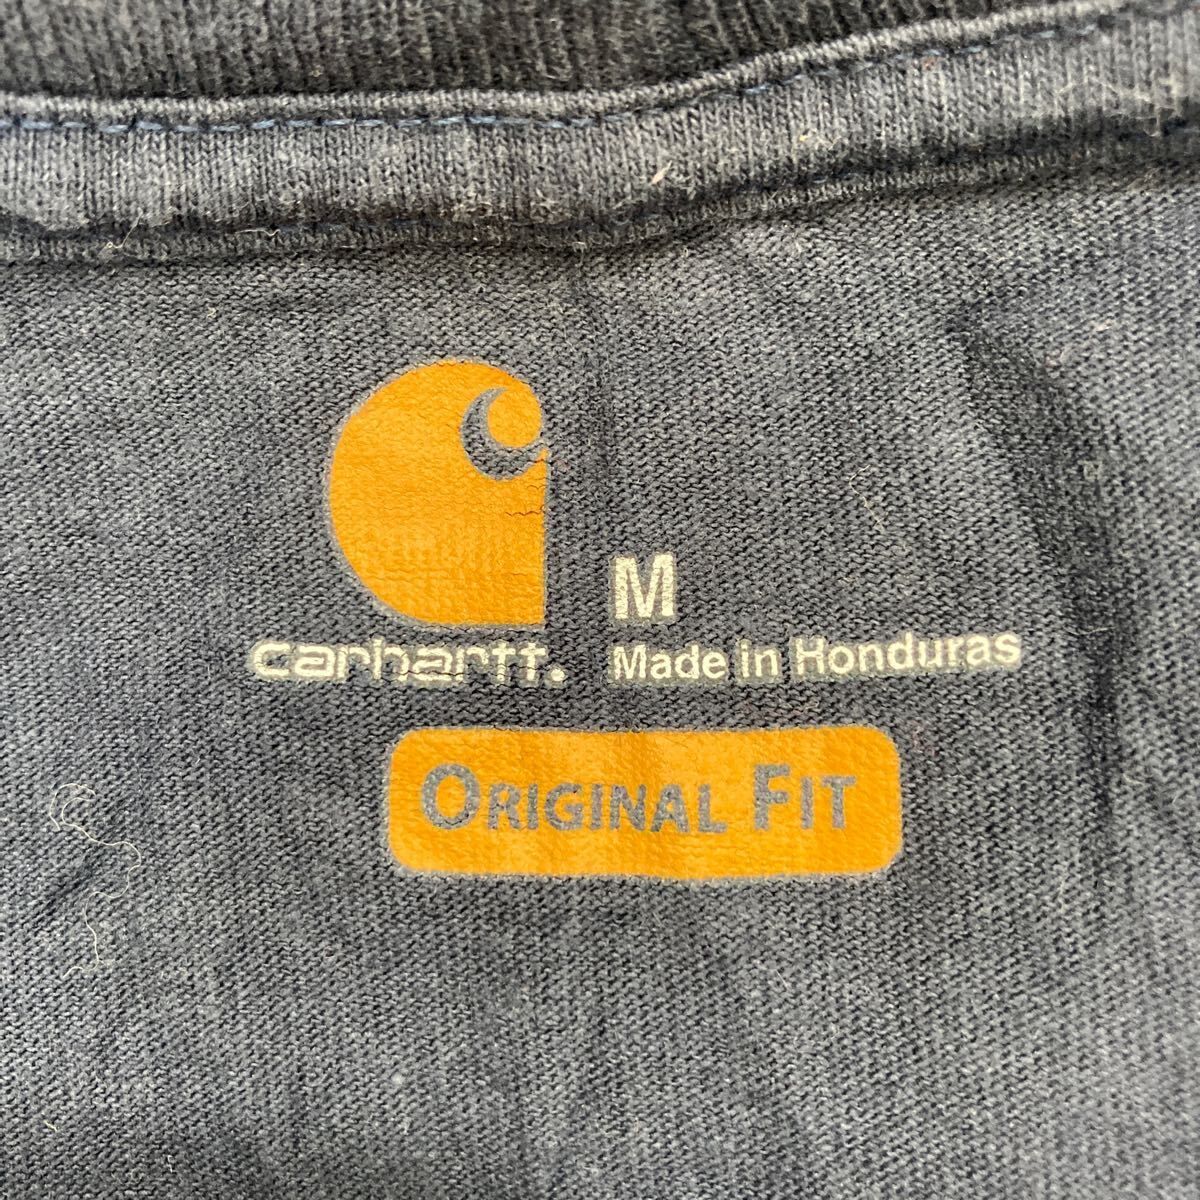 M
carhartt. Made in Honduras
ORIGINAL FIT